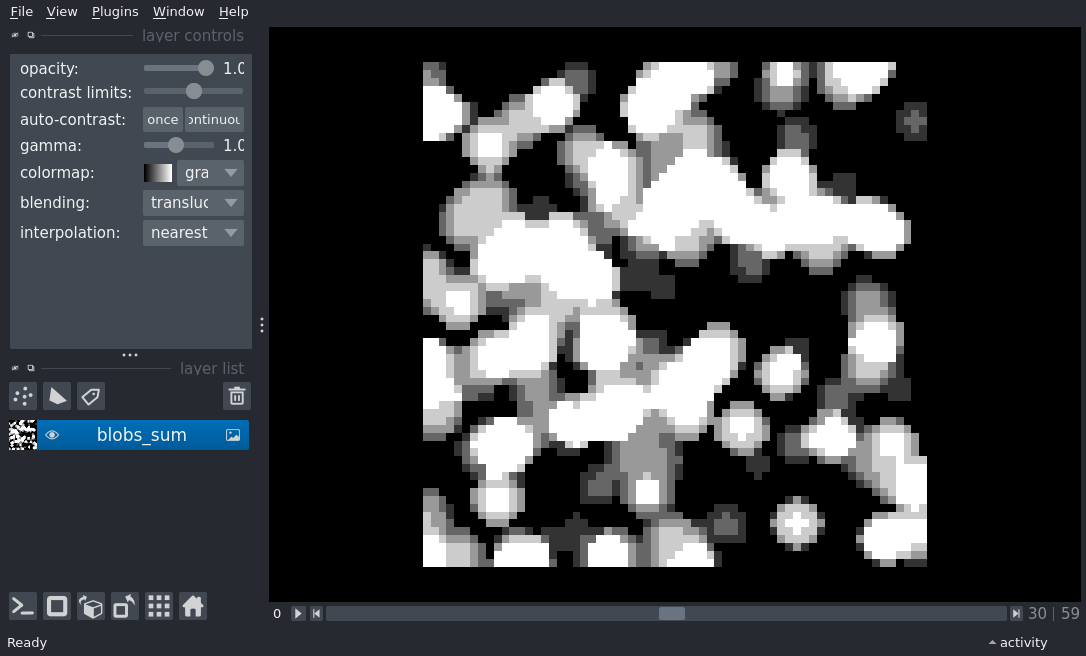 File View Plugins Window Help
layer controls
opacity: 1.0
contrast limits:
auto-contrast: once ontinuou
gamma: 1.0
colormap: gra
blending: transluc
interpolation: nearest
layer list
blobs_sum
0 30 | 59
Ready activity